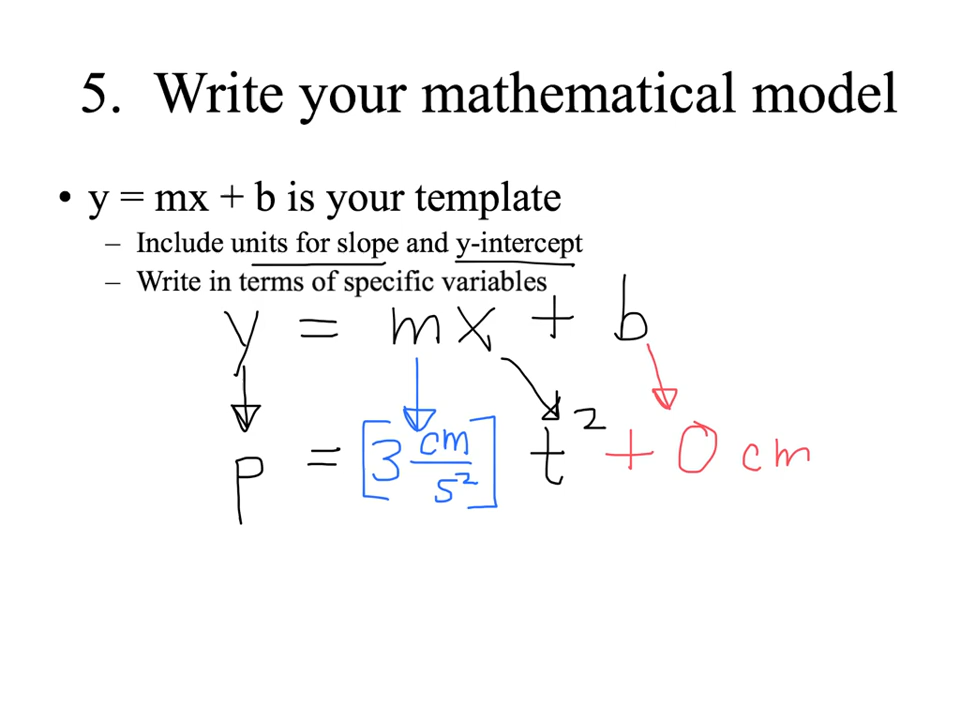 5. Write your mathematical model
• y = mx + b is your template
– Include units for slope and y-intercept
– Write in terms of specific variables
y = mx + b
p = [3 cm/s²] t² + 0 cm